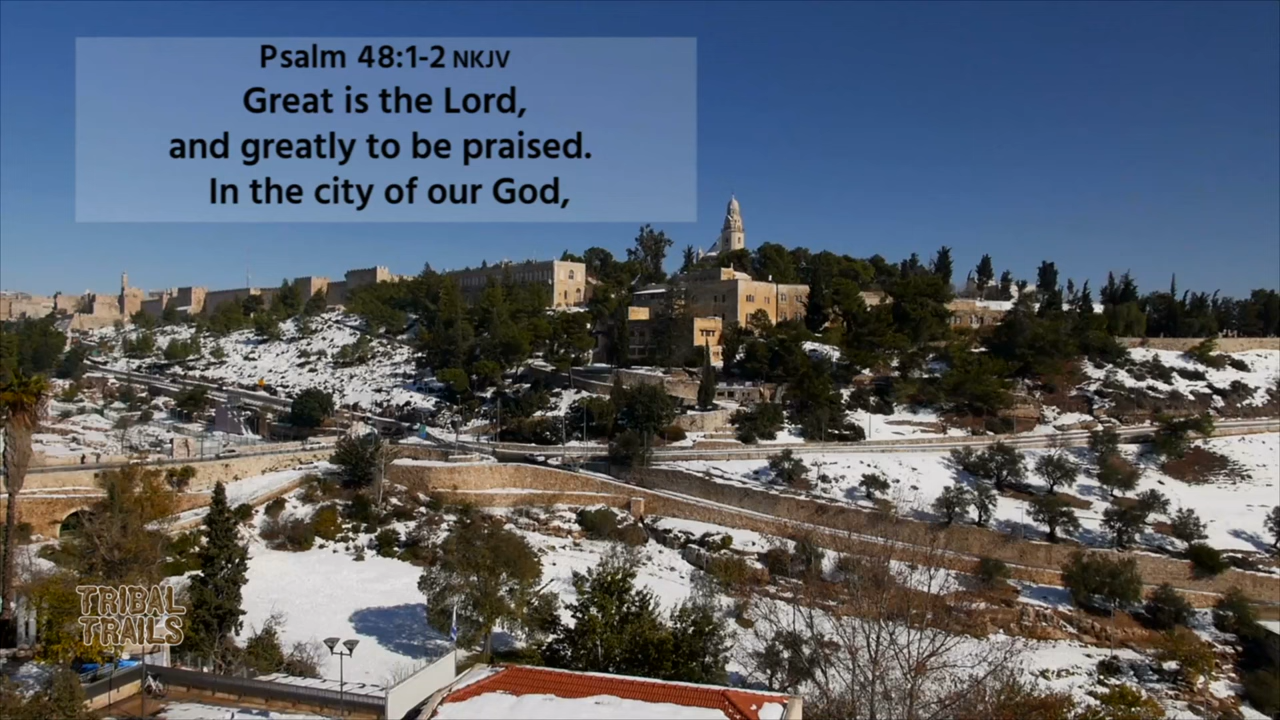 Psalm 48:1-2 NKJV
Great is the Lord,
and greatly to be praised.
In the city of our God,
TRIBAL
TRAILS